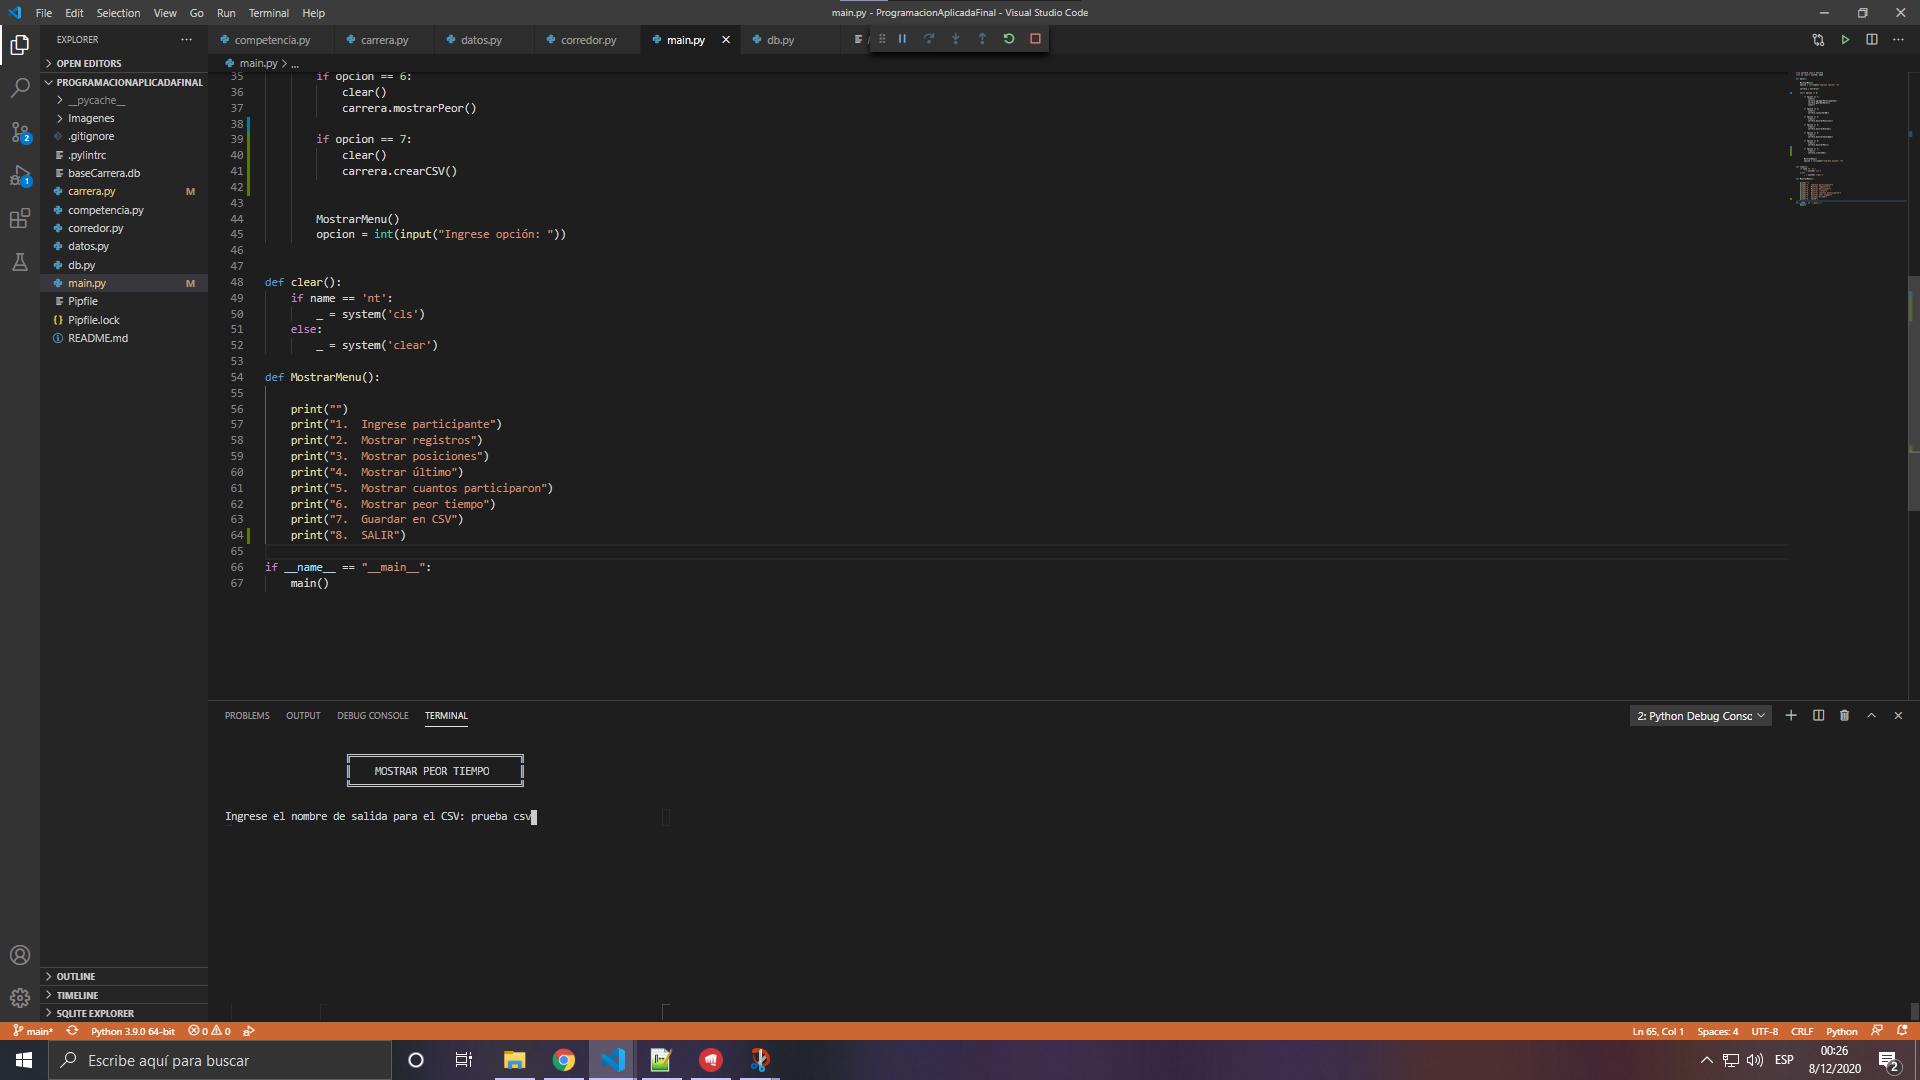 File Edit Selection View Go Run Terminal Help
main.py - ProgramacionAplicadaFinal - Visual Studio Code
EXPLORER
OPEN EDITORS
PROGRAMACIONAPLICADAFINAL
__pycache__
Imagenes
.gitignore
.pylintrc
baseCarrera.db
carrera.py M
competencia.py
corredor.py
datos.py
db.py
main.py M
Pipfile
Pipfile.lock
README.md
OUTLINE
TIMELINE
SQLITE EXPLORER
2
1
competencia.py carrera.py datos.py corredor.py main.py db.py
main.py > ...
35 if opcion == 6:
36 clear()
37 carrera.mostrarPeor()
38
39 if opcion == 7:
40 clear()
41 carrera.crearCSV()
42
43
44 MostrarMenu()
45 opcion = int(input("Ingrese opción: "))
46
47
48 def clear():
49 if name == 'nt':
50 _ = system('cls')
51 else:
52 _ = system('clear')
53
54 def MostrarMenu():
55
56 print("")
57 print("1.  Ingrese participante")
58 print("2.  Mostrar registros")
59 print("3.  Mostrar posiciones")
60 print("4.  Mostrar último")
61 print("5.  Mostrar cuantos participaron")
62 print("6.  Mostrar peor tiempo")
63 print("7.  Guardar en CSV")
64 print("8.  SALIR")
65
66 if __name__ == "__main__":
67 main()
PROBLEMS OUTPUT DEBUG CONSOLE TERMINAL
2: Python Debug Consc
MOSTRAR PEOR TIEMPO
Ingrese el nombre de salida para el CSV: prueba csv
main* Python 3.9.0 64-bit 0 0
Ln 65, Col 1 Spaces: 4 UTF-8 CRLF Python
Escribe aquí para buscar
ESP
00:26
8/12/2020
2